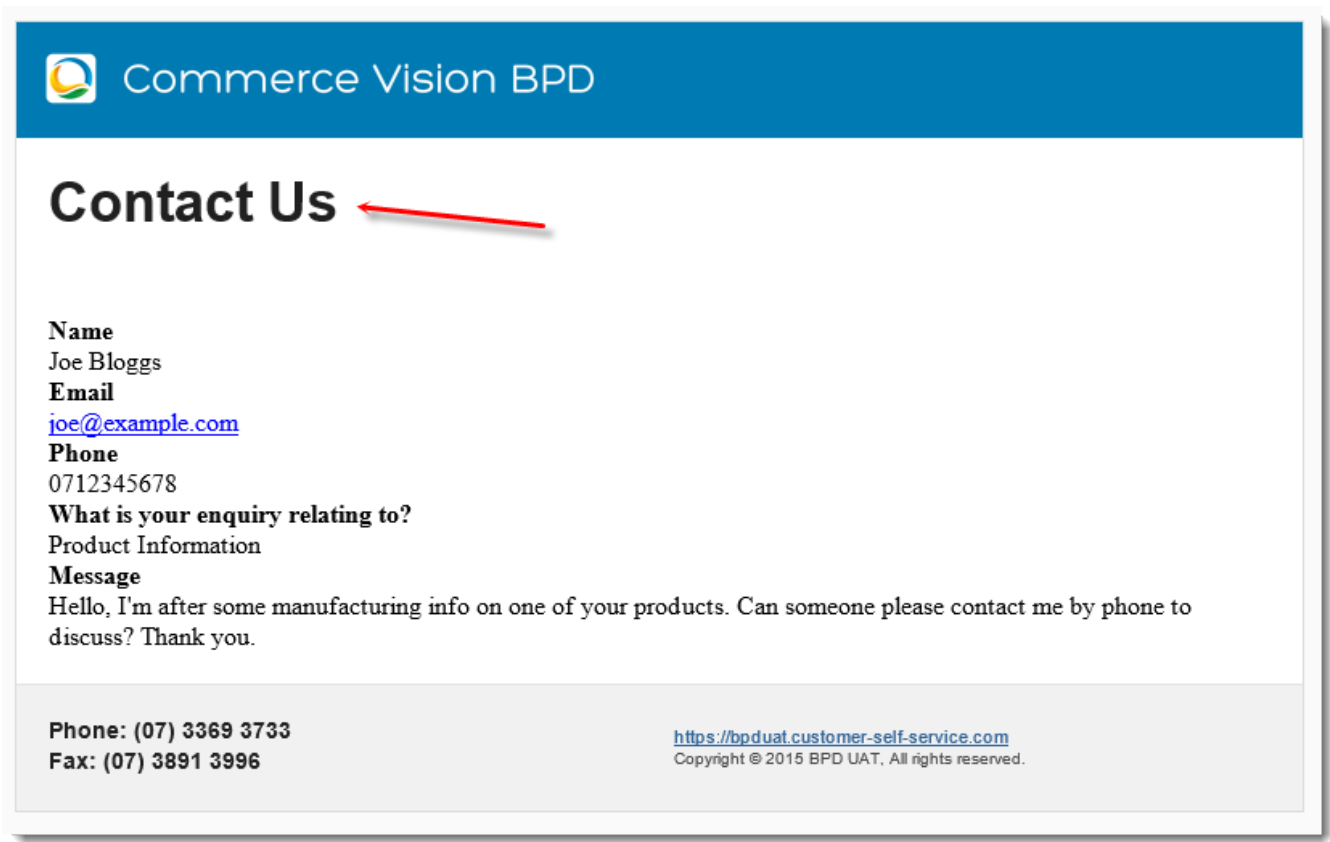 Commerce Vision BPD
Contact Us
Name
Joe Bloggs
Email
joe@example.com
Phone
0712345678
What is your enquiry relating to?
Product Information
Message
Hello, I'm after some manufacturing info on one of your products. Can someone please contact me by phone to
discuss? Thank you.
Phone: (07) 3369 3733
Fax: (07) 3891 3996
https://bpduat.customer-self-service.com
Copyright © 2015 BPD UAT, All rights reserved.